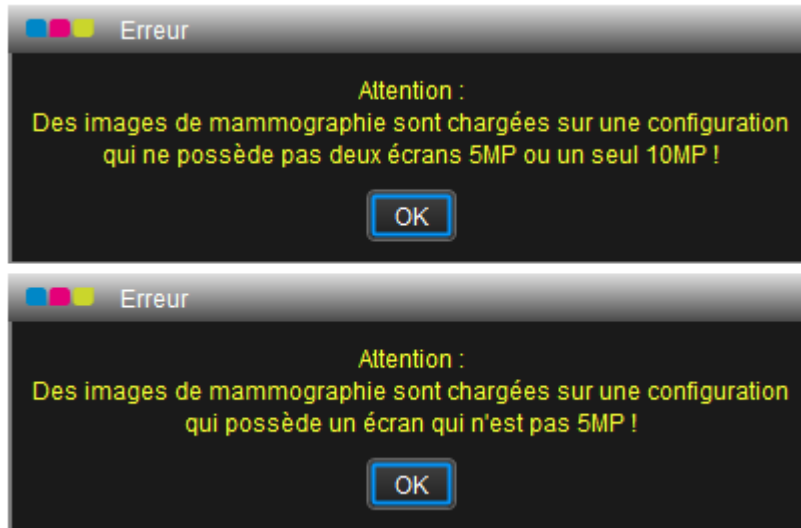 Erreur
Attention :
Des images de mammographie sont chargées sur une configuration
qui ne possède pas deux écrans 5MP ou un seul 10MP !
OK
Erreur
Attention :
Des images de mammographie sont chargées sur une configuration
qui possède un écran qui n'est pas 5MP !
OK